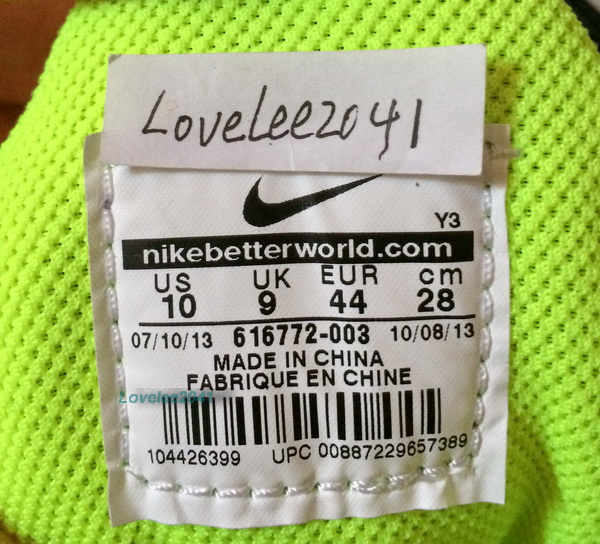 Lovelee2041
Y3
nikebetterworld.com
US UK EUR cm
10 9 44 28
07/10/13 616772-003 10/08/13
MADE IN CHINA
FABRIQUE EN CHINE
Lovelee2041
104426399 UPC 00887229657389